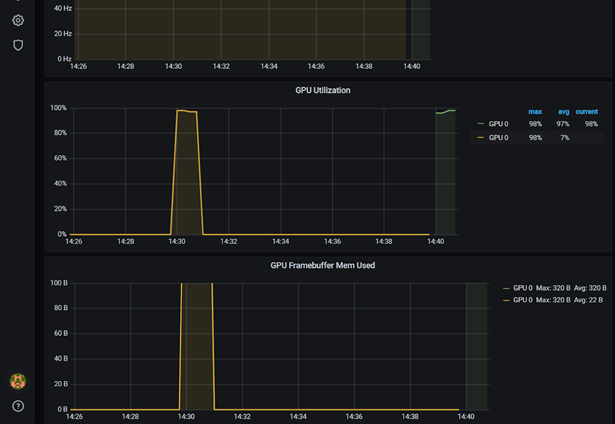 40 Hz
20 Hz
0 Hz
14:26 14:28 14:30 14:32 14:34 14:36 14:38 14:40
GPU Utilization
100%
80%
60%
40%
20%
0%
14:26 14:28 14:30 14:32 14:34 14:36 14:38 14:40
max avg current
GPU 0 98% 97% 98%
GPU 0 98% 7%
GPU Framebuffer Mem Used
100 B
80 B
60 B
40 B
20 B
0 B
14:26 14:28 14:30 14:32 14:34 14:36 14:38 14:40
GPU 0 Max: 320 B Avg: 320 B
GPU 0 Max: 320 B Avg: 22 B